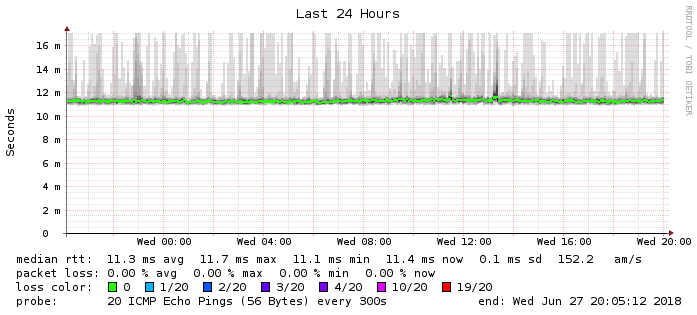 Last 24 Hours
RRDTOOL / TOBI OETIKER
Seconds
16 m
14 m
12 m
10 m
8 m
6 m
4 m
2 m
0
Wed 00:00 Wed 04:00 Wed 08:00 Wed 12:00 Wed 16:00 Wed 20:00
median rtt: 11.3 ms avg 11.7 ms max 11.1 ms min 11.4 ms now 0.1 ms sd 152.2 am/s
packet loss: 0.00 % avg 0.00 % max 0.00 % min 0.00 % now
loss color: 0 1/20 2/20 3/20 4/20 10/20 19/20
probe: 20 ICMP Echo Pings (56 Bytes) every 300s end: Wed Jun 27 20:05:12 2018